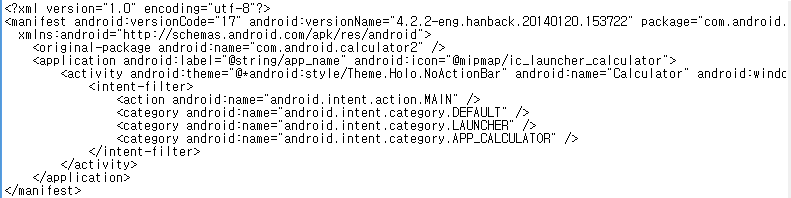 <?xml version="1.0" encoding="utf-8"?>
<manifest android:versionCode="17" android:versionName="4.2.2-eng.hanback.20140120.153722" package="com.android.
xmlns:android="http://schemas.android.com/apk/res/android">
<original-package android:name="com.android.calculator2" />
<application android:label="@string/app_name" android:icon="@mipmap/ic_launcher_calculator">
<activity android:theme="@*android:style/Theme.Holo.NoActionBar" android:name="Calculator" android:windo
<intent-filter>
<action android:name="android.intent.action.MAIN" />
<category android:name="android.intent.category.DEFAULT" />
<category android:name="android.intent.category.LAUNCHER" />
<category android:name="android.intent.category.APP_CALCULATOR" />
</intent-filter>
</activity>
</application>
</manifest>